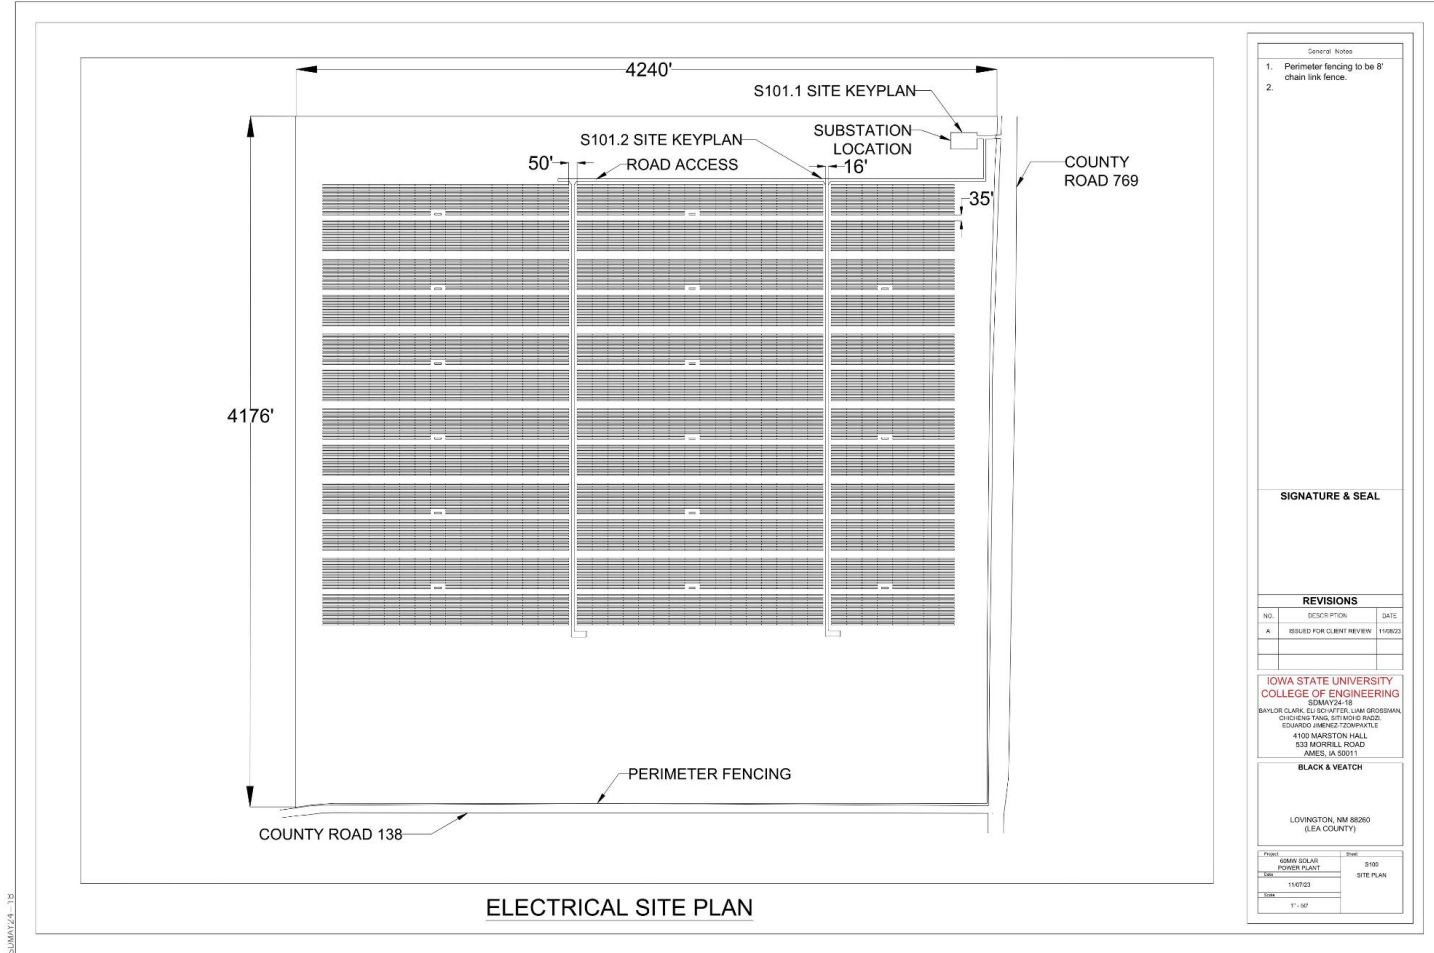 4240'
S101.1 SITE KEYPLAN
SUBSTATION
LOCATION
S101.2 SITE KEYPLAN
50'
ROAD ACCESS
16'
COUNTY
ROAD 769
35'
4176'
PERIMETER FENCING
COUNTY ROAD 138
ELECTRICAL SITE PLAN
SDMAY24-18
General Notes
1. Perimeter fencing to be 8'
chain link fence.
2.
SIGNATURE & SEAL
REVISIONS
NO. DESCRIPTION DATE
A ISSUED FOR CLIENT REVIEW 11/08/23
IOWA STATE UNIVERSITY
COLLEGE OF ENGINEERING
SDMAY24-18
BAYLOR CLARK, ELI SCHAFFER, LIAM GROSSMAN,
CHICHENG TANG, SITI MOHD RADZI,
EDUARDO JIMENEZ-TZOMPAXTLE
4100 MARSTON HALL
533 MORRILL ROAD
AMES, IA 50011
BLACK & VEATCH
LOVINGTON, NM 88260
(LEA COUNTY)
Project
60MW SOLAR
POWER PLANT
Date
11/07/23
Scale
1" - 50'
Sheet
S100
SITE PLAN